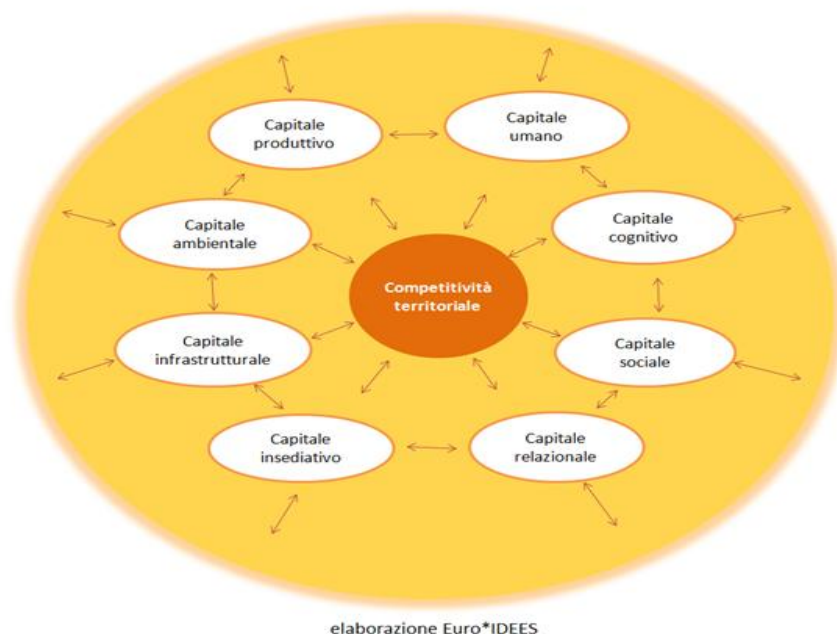 Capitale
produttivo
Capitale
umano
Capitale
ambientale
Capitale
cognitivo
Competitività
territoriale
Capitale
infrastrutturale
Capitale
sociale
Capitale
insediativo
Capitale
relazionale
elaborazione Euro*IDEES